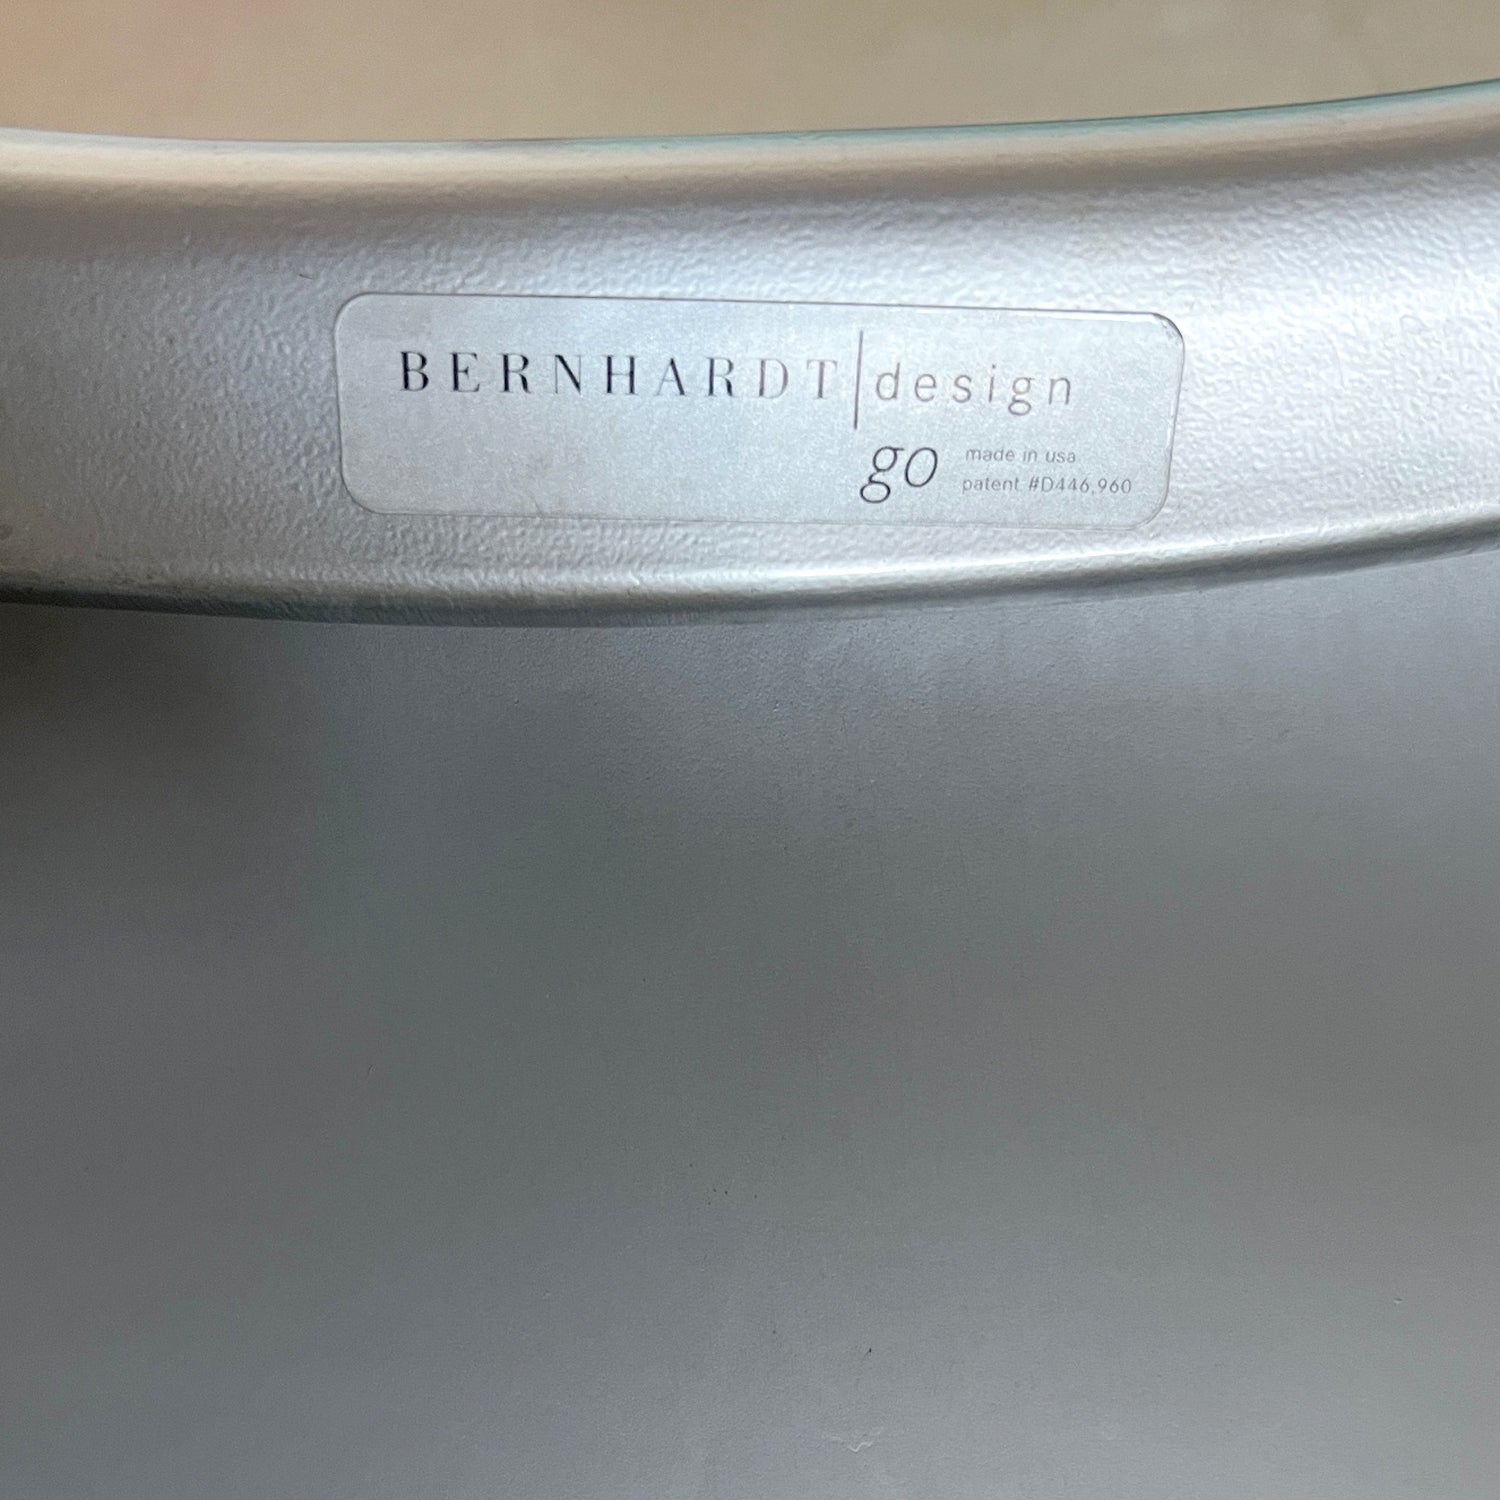 BERNHARDT|design
go made in usa
patent #D446,960